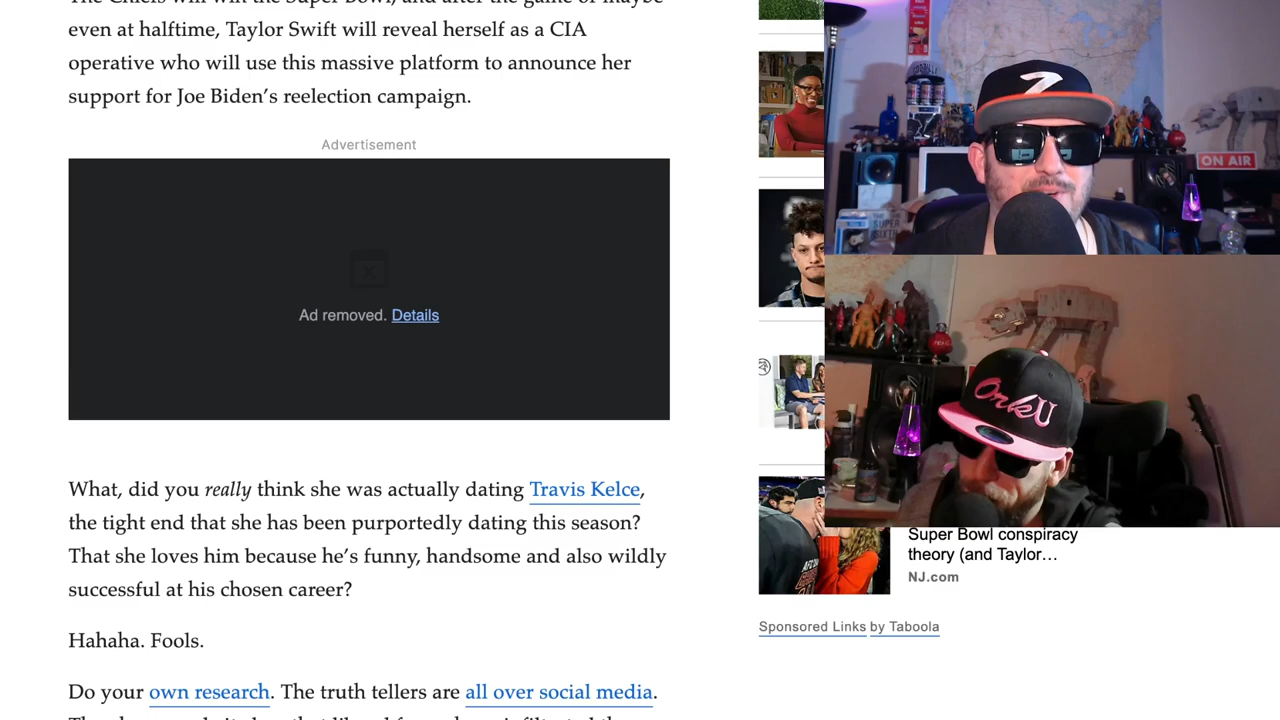 even at halftime, Taylor Swift will reveal herself as a CIA
operative who will use this massive platform to announce her
support for Joe Biden’s reelection campaign.
Advertisement
Ad removed. Details
What, did you really think she was actually dating Travis Kelce,
the tight end that she has been purportedly dating this season?
That she loves him because he’s funny, handsome and also wildly
successful at his chosen career?
Hahaha. Fools.
Do your own research. The truth tellers are all over social media.
ON AIR
OrkU
Super Bowl conspiracy
theory (and Taylor…
NJ.com
Sponsored Links by Taboola